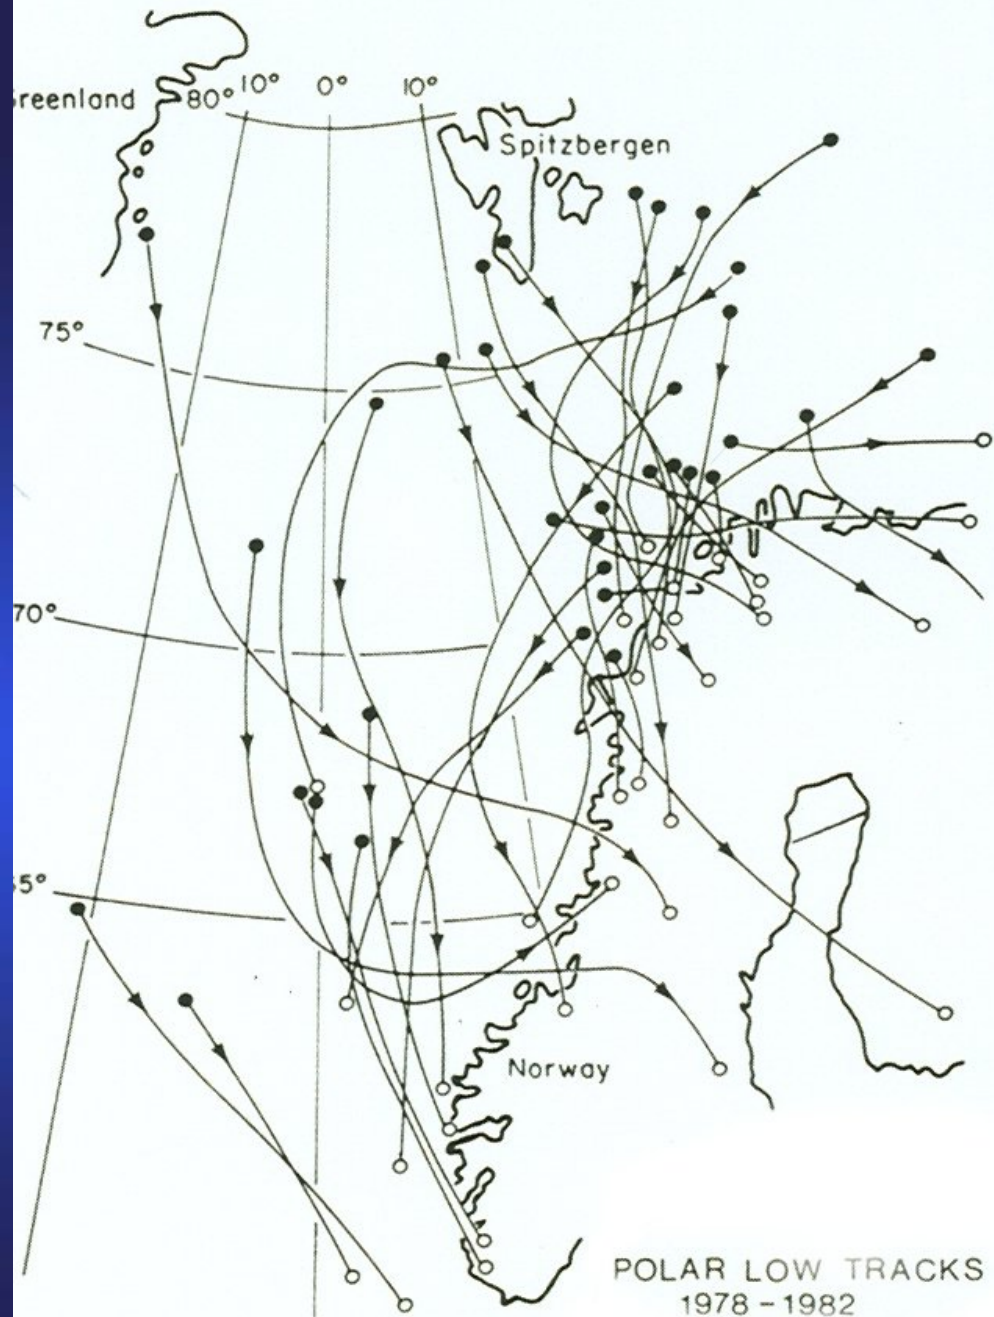 10° 0° 10°
reenland 80°
Spitzbergen
75°
70°
5°
Norway
POLAR LOW TRACKS
1978 - 1982